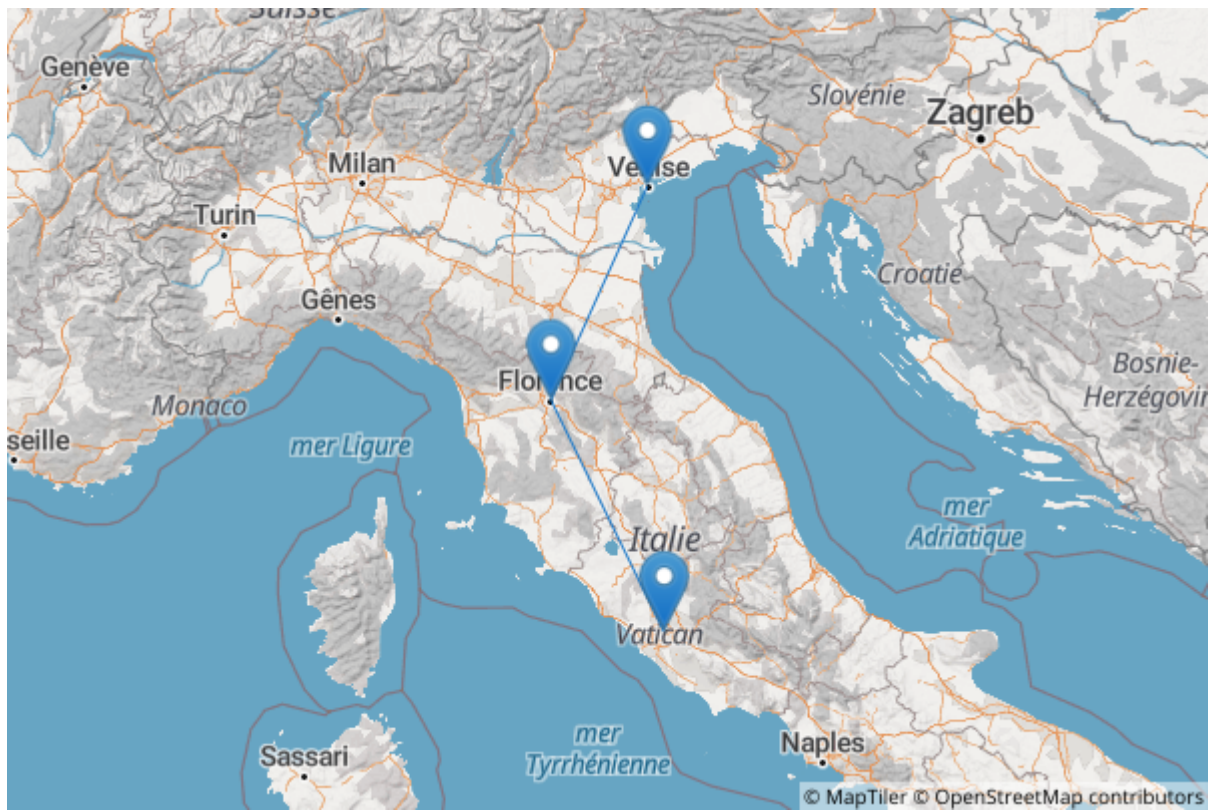 Suisse
Genève
Slovénie
Zagreb
Milan
Venise
Turin
Croatie
Gênes
Bosnie-
Herzégovin
Florence
Monaco
mer Ligure
seille
mer
Adriatique
Italie
Vatican
mer
Tyrrhénienne
Naples
Sassari
© MapTiler © OpenStreetMap contributors